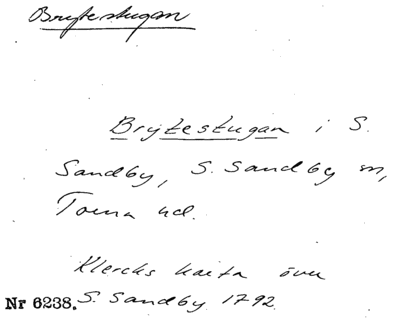 Brytestugan
Brytestugan i S.
Sandby, S. Sandby sn,
Torna hd.
Klercks karta över
Nr 6238. S. Sandby 1792